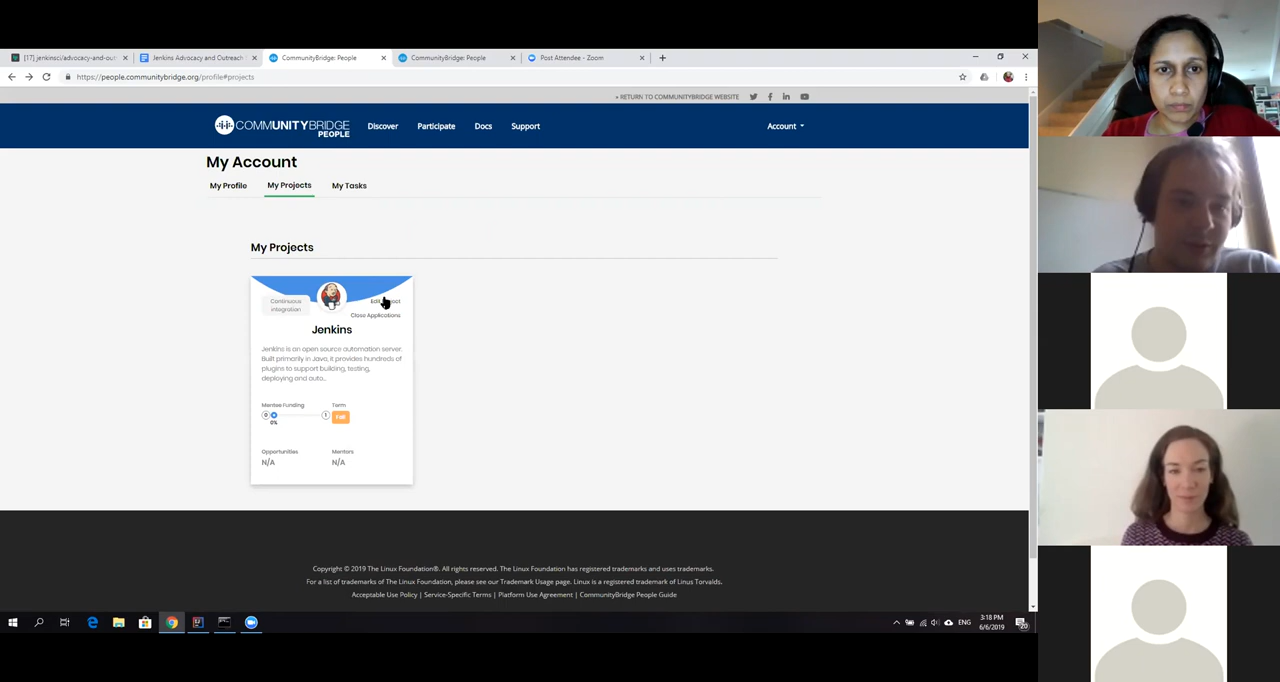 [17] jenkinsci/advocacy-and-out
Jenkins Advocacy and Outreach
CommunityBridge: People
CommunityBridge: People
Post Attendee - Zoom
https://people.communitybridge.org/profile#projects
» RETURN TO COMMUNITYBRIDGE WEBSITE
COMMUNITYBRIDGE
PEOPLE
Discover
Participate
Docs
Support
Account
My Account
My Profile
My Projects
My Tasks
My Projects
Continuous
integration
Edit
Close Applications
Jenkins
Jenkins is an open source automation server.
Built primarily in Java, it provides hundreds of
plugins to support building, testing,
deploying and auto...
Mentee Funding
Term
0
1
Fall
0%
Opportunities
Mentors
N/A
N/A
Copyright © 2019 The Linux Foundation®. All rights reserved. The Linux Foundation has registered trademarks and uses trademarks.
For a list of trademarks of The Linux Foundation, please see our Trademark Usage page. Linux is a registered trademark of Linus Torvalds.
Acceptable Use Policy | Service-Specific Terms | Platform Use Agreement | CommunityBridge People Guide
ENG
3:18 PM
6/6/2019
20